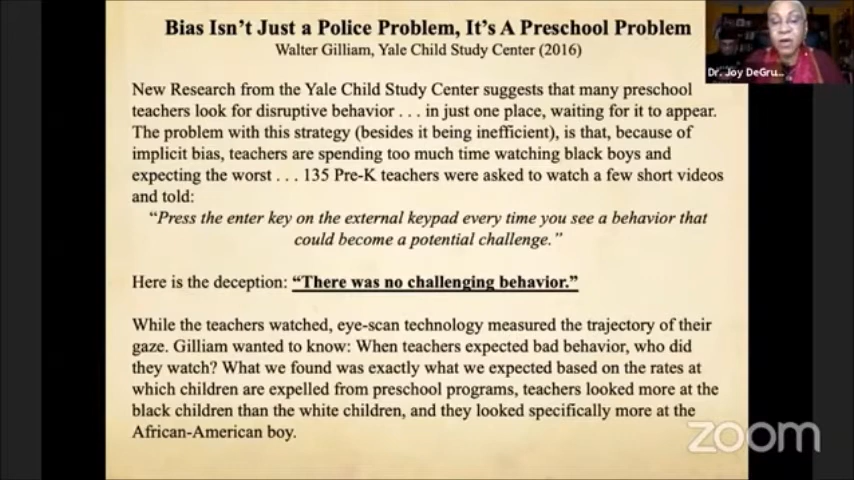 Bias Isn't Just a Police Problem, It's A Preschool Problem
Walter Gilliam, Yale Child Study Center (2016)
Dr. Joy DeGru...
New Research from the Yale Child Study Center suggests that many preschool
teachers look for disruptive behavior . . . in just one place, waiting for it to appear.
The problem with this strategy (besides it being inefficient), is that, because of
implicit bias, teachers are spending too much time watching black boys and
expecting the worst . . . 135 Pre-K teachers were asked to watch a few short videos
and told:
“Press the enter key on the external keypad every time you see a behavior that
could become a potential challenge.”
Here is the deception: “There was no challenging behavior.”
While the teachers watched, eye-scan technology measured the trajectory of their
gaze. Gilliam wanted to know: When teachers expected bad behavior, who did
they watch? What we found was exactly what we expected based on the rates at
which children are expelled from preschool programs, teachers looked more at the
black children than the white children, and they looked specifically more at the
African-American boy.
zoom